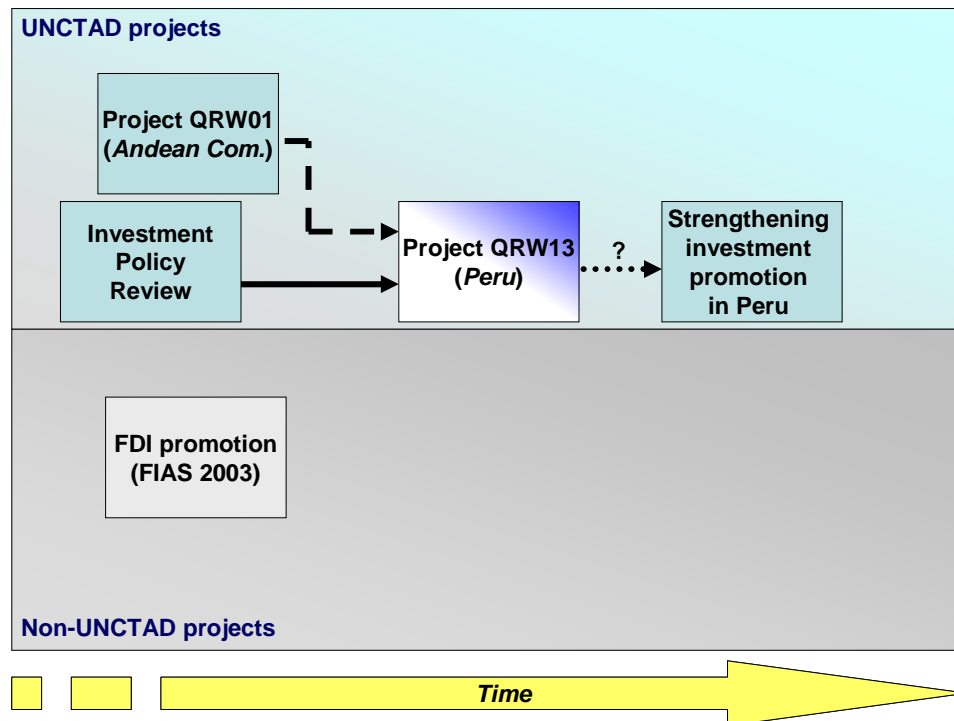 UNCTAD projects
Project QRW01
(Andean Com.)
Investment
Policy
Review
Project QRW13
(Peru)
?
Strengthening
investment
promotion
in Peru
FDI promotion
(FIAS 2003)
Non-UNCTAD projects
Time